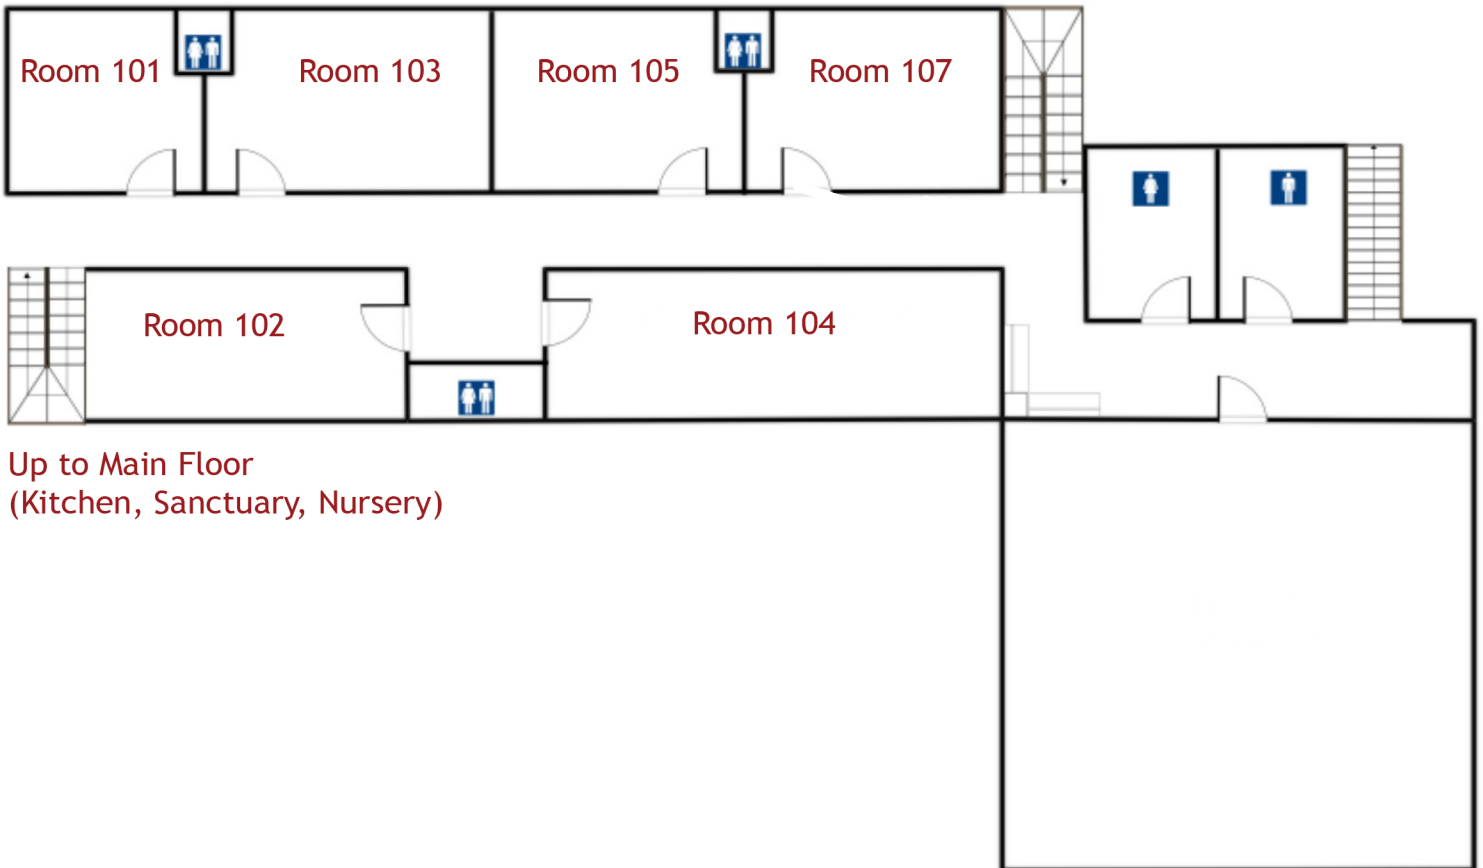 Room 101
Room 103
Room 105
Room 107
Room 102
Room 104
Up to Main Floor
(Kitchen, Sanctuary, Nursery)